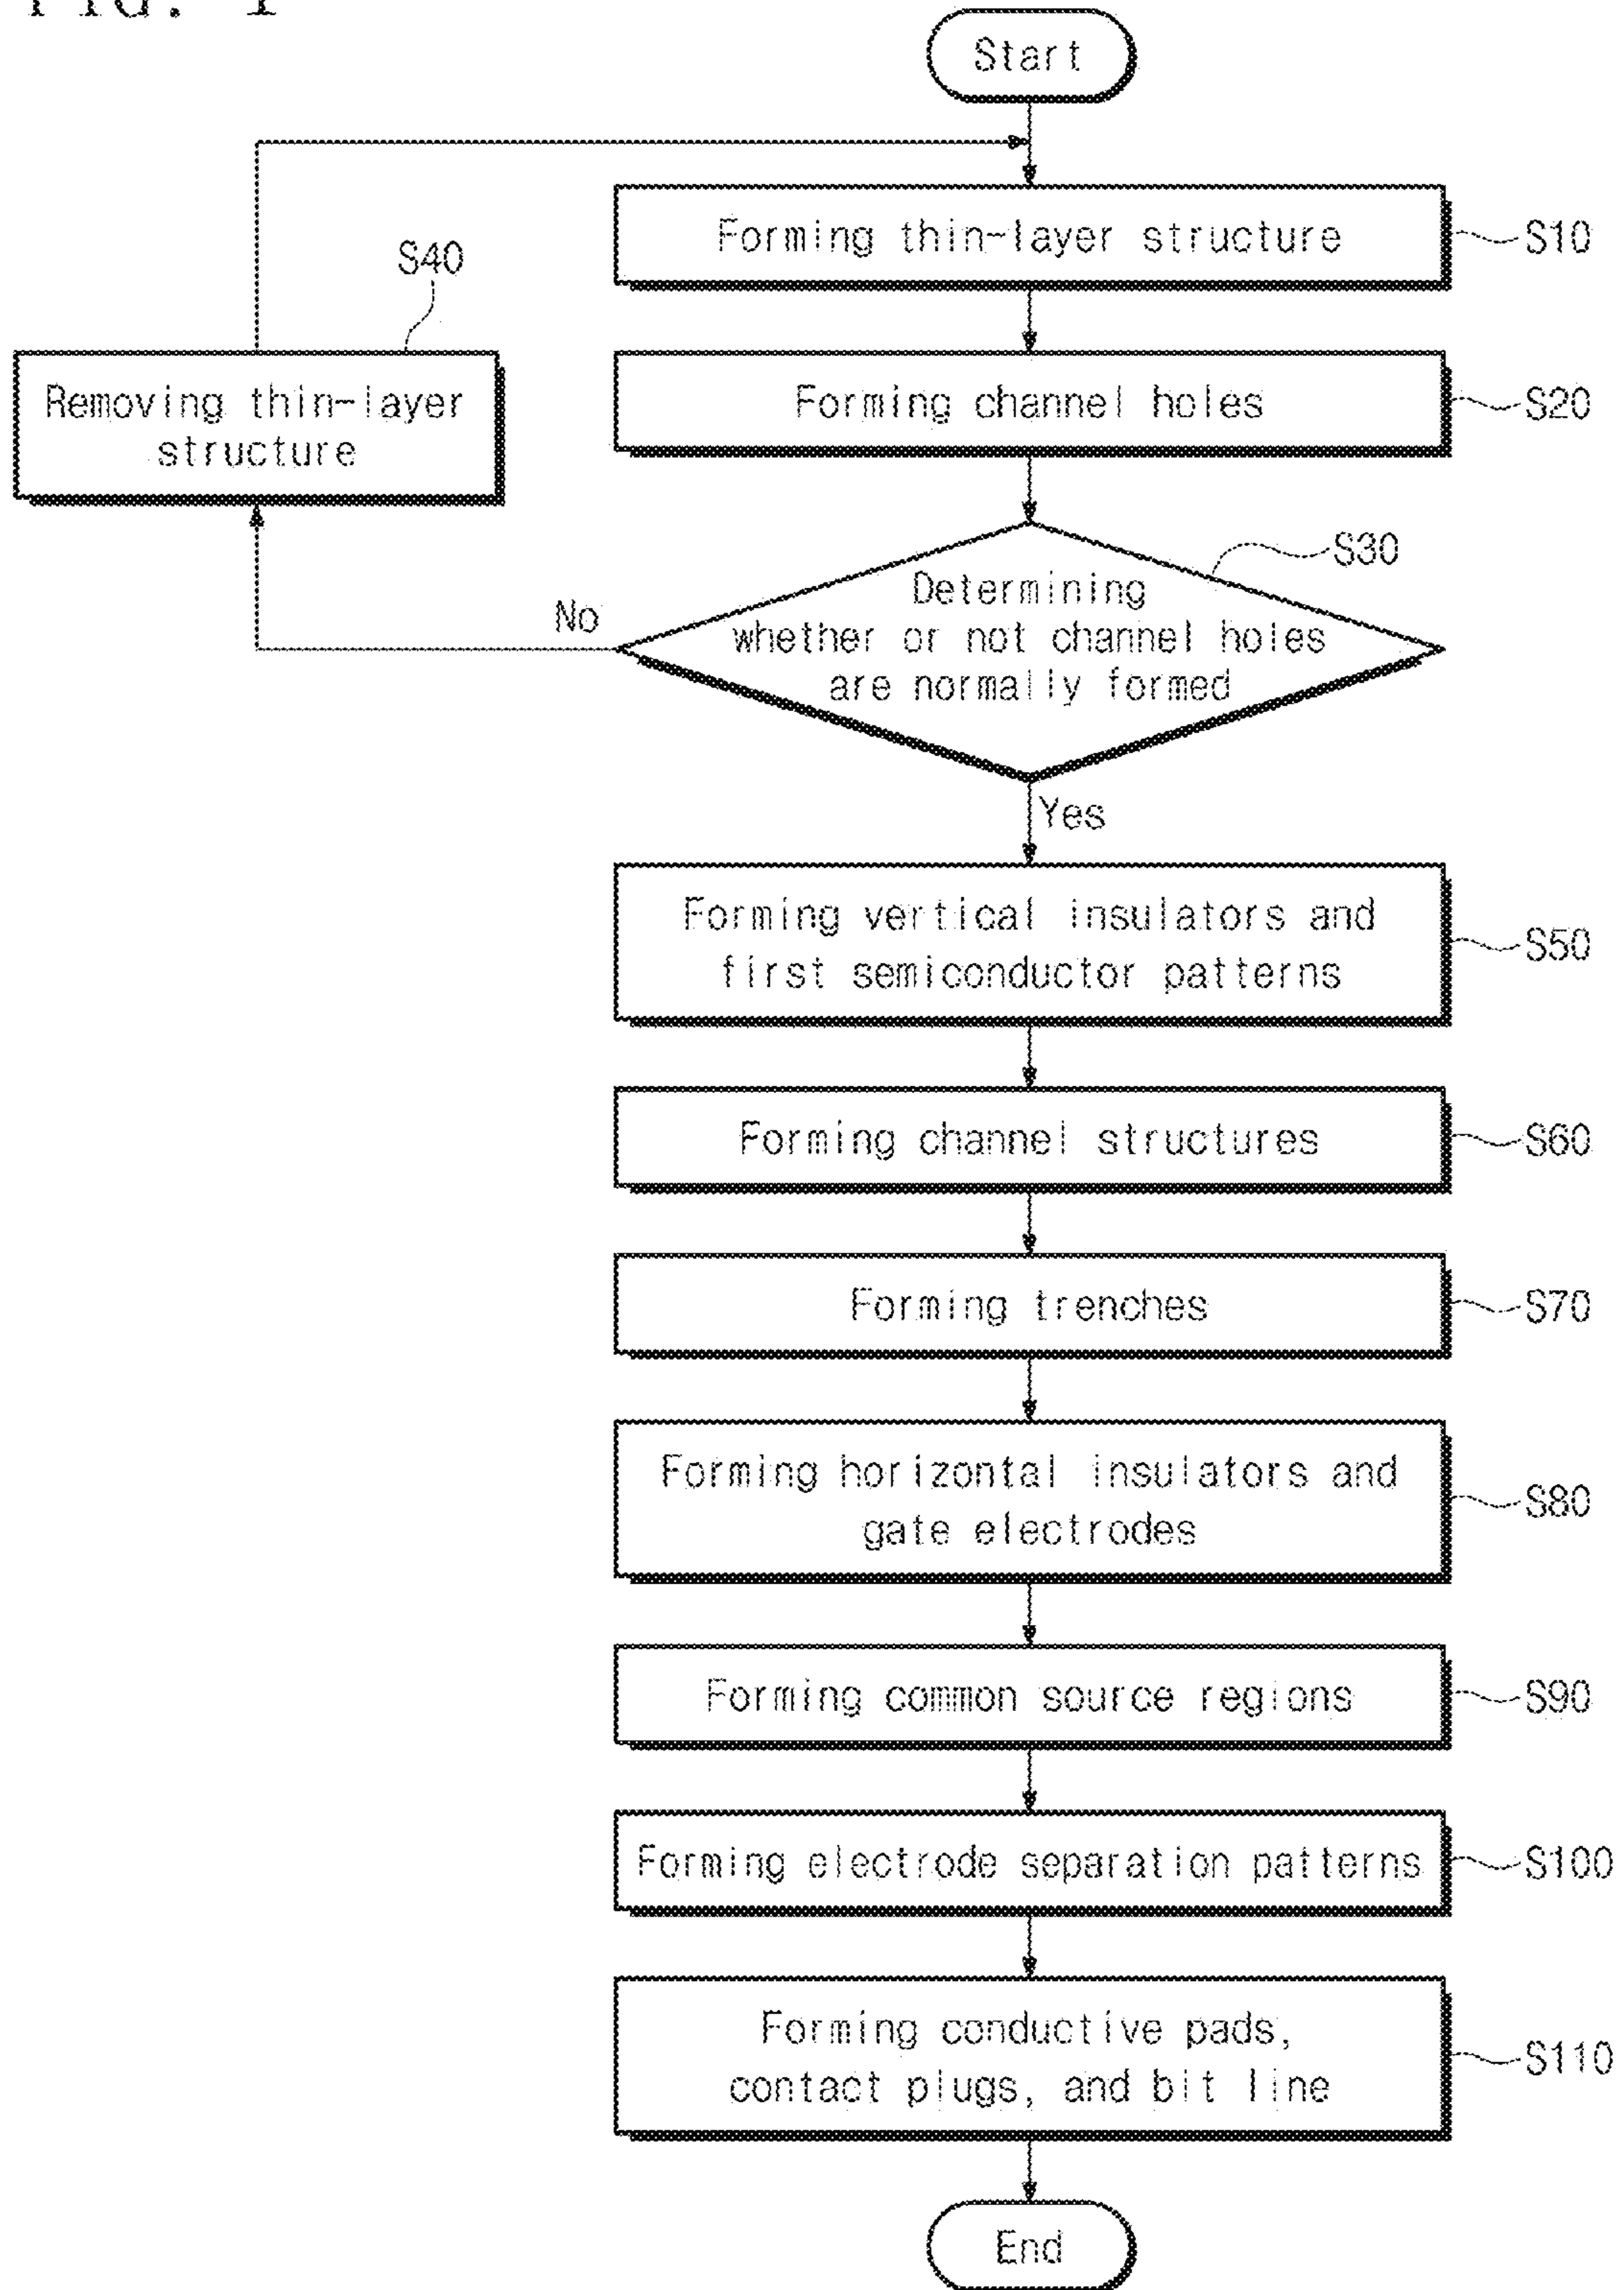 FIG. 1
Start
Forming thin-layer structure
S10
S40
Removing thin-layer
structure
Forming channel holes
S20
S30
Determining
whether or not channel holes
are normally formed
No
Yes
Forming vertical insulators and
first semiconductor patterns
S50
Forming channel structures
S60
Forming trenches
S70
Forming horizontal insulators and
gate electrodes
S80
Forming common source regions
S90
Forming electrode separation patterns
S100
Forming conductive pads,
contact plugs, and bit line
S110
End